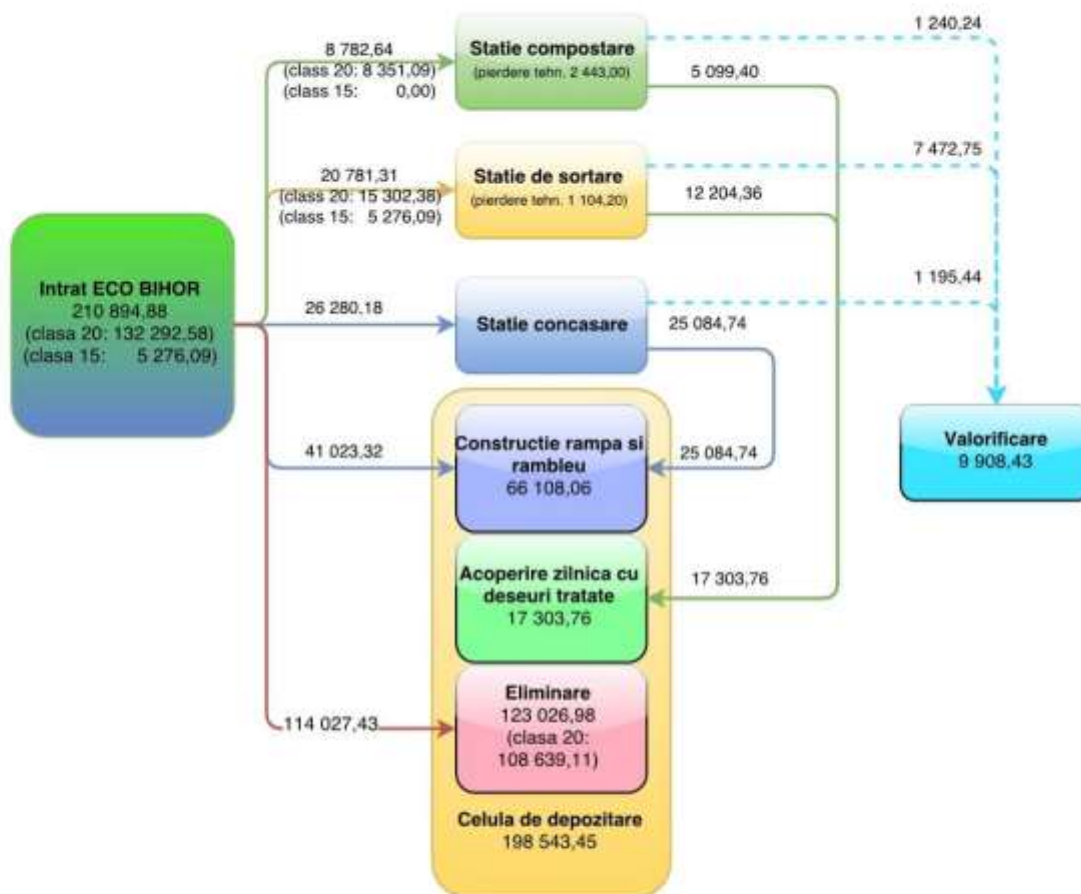 Intrat ECO BIHOR
210 894,88
(clasa 20: 132 292,58)
(clasa 15: 5 276,09)
8 782,64
(class 20: 8 351,09)
(class 15: 0,00)
20 781,31
(class 20: 15 302,38)
(class 15: 5 276,09)
26 280,18
41 023,32
114 027,43
Statie compostare
(pierdere tehn. 2 443,00)
Statie de sortare
(pierdere tehn. 1 104,20)
Statie concasare
Constructie rampa si
rambleu
66 108,06
Acoperire zilnica cu
deseuri tratate
17 303,76
Eliminare
123 026,98
(clasa 20:
108 639,11)
Celula de depozitare
198 543,45
1 240,24
5 099,40
7 472,75
12 204,36
1 195,44
25 084,74
25 084,74
17 303,76
Valorificare
9 908,43